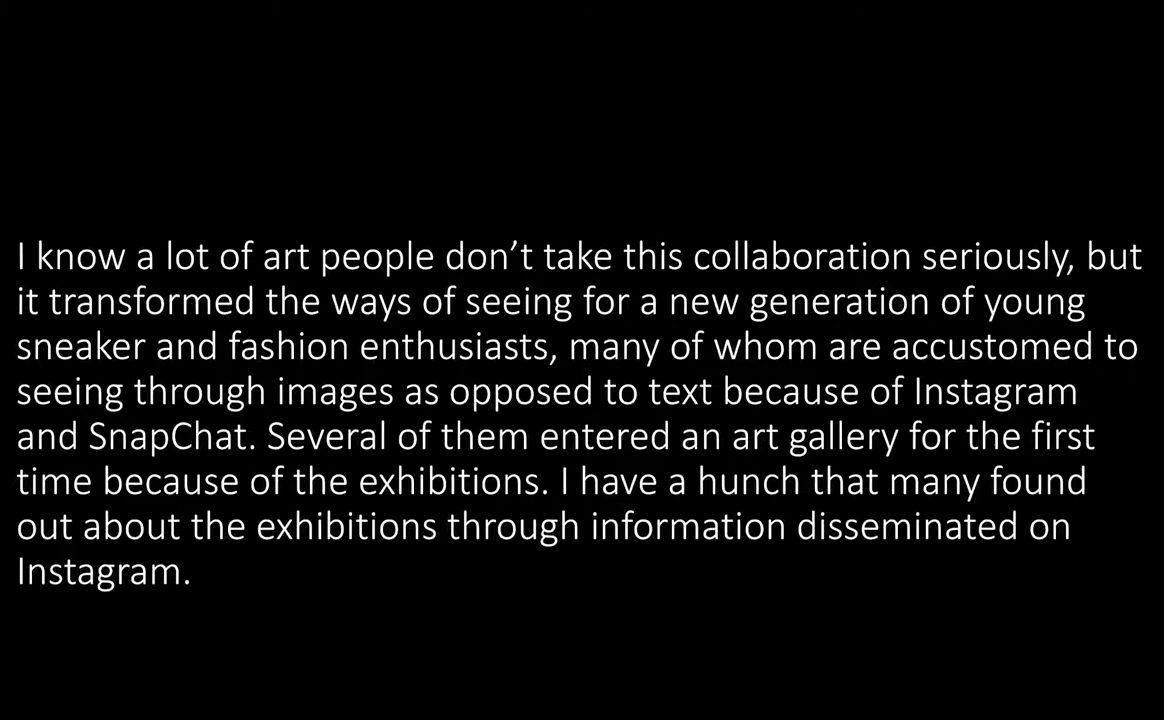 I know a lot of art people don’t take this collaboration seriously, but
it transformed the ways of seeing for a new generation of young
sneaker and fashion enthusiasts, many of whom are accustomed to
seeing through images as opposed to text because of Instagram
and SnapChat. Several of them entered an art gallery for the first
time because of the exhibitions. I have a hunch that many found
out about the exhibitions through information disseminated on
Instagram.